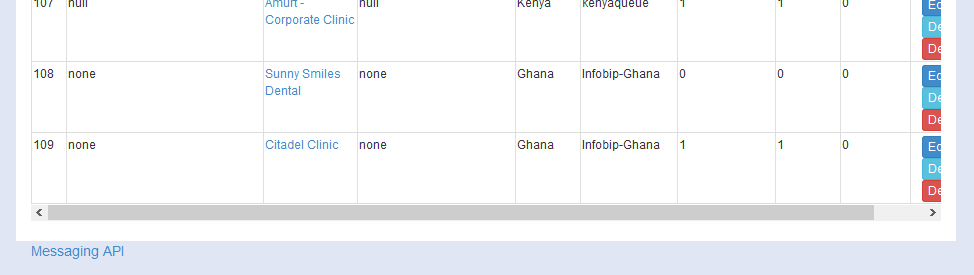 107 null Amurt - null Kenya kenyaqueue 1 1 0 Ed
Corporate Clinic
De
De
108 none Sunny Smiles none Ghana Infobip-Ghana 0 0 0 Ed
Dental
De
De
109 none Citadel Clinic none Ghana Infobip-Ghana 1 1 0 Ed
De
De
Messaging API